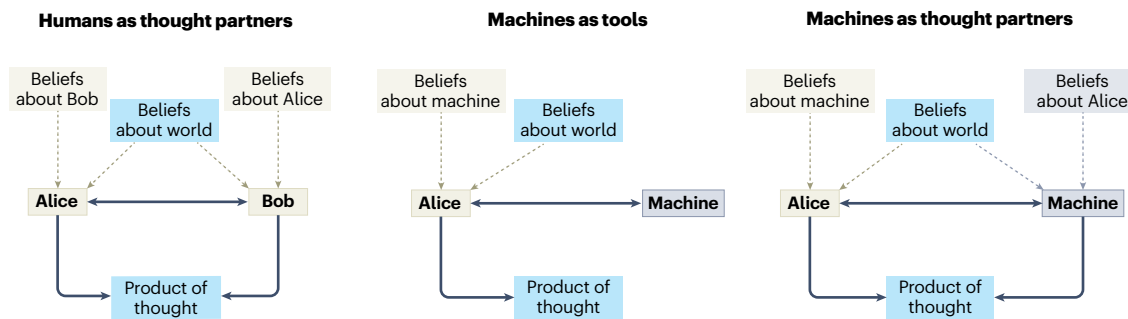 Humans as thought partners
Beliefs
about Bob
Beliefs
about world
Beliefs
about Alice
Alice
Bob
Product of
thought
Machines as tools
Beliefs
about machine
Beliefs
about world
Alice
Machine
Product of
thought
Machines as thought partners
Beliefs
about machine
Beliefs
about world
Beliefs
about Alice
Alice
Machine
Product of
thought